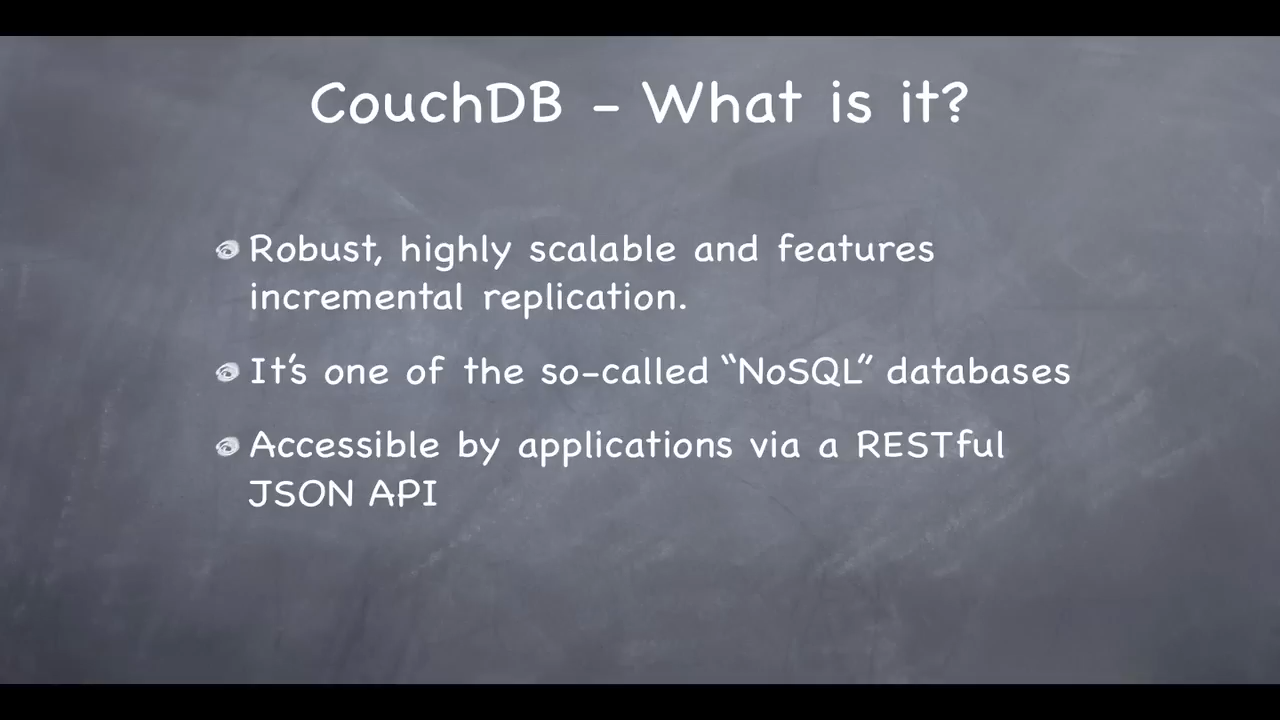 CouchDB - What is it?
Robust, highly scalable and features
incremental replication.
It's one of the so-called “NoSQL” databases
Accessible by applications via a RESTful
JSON API